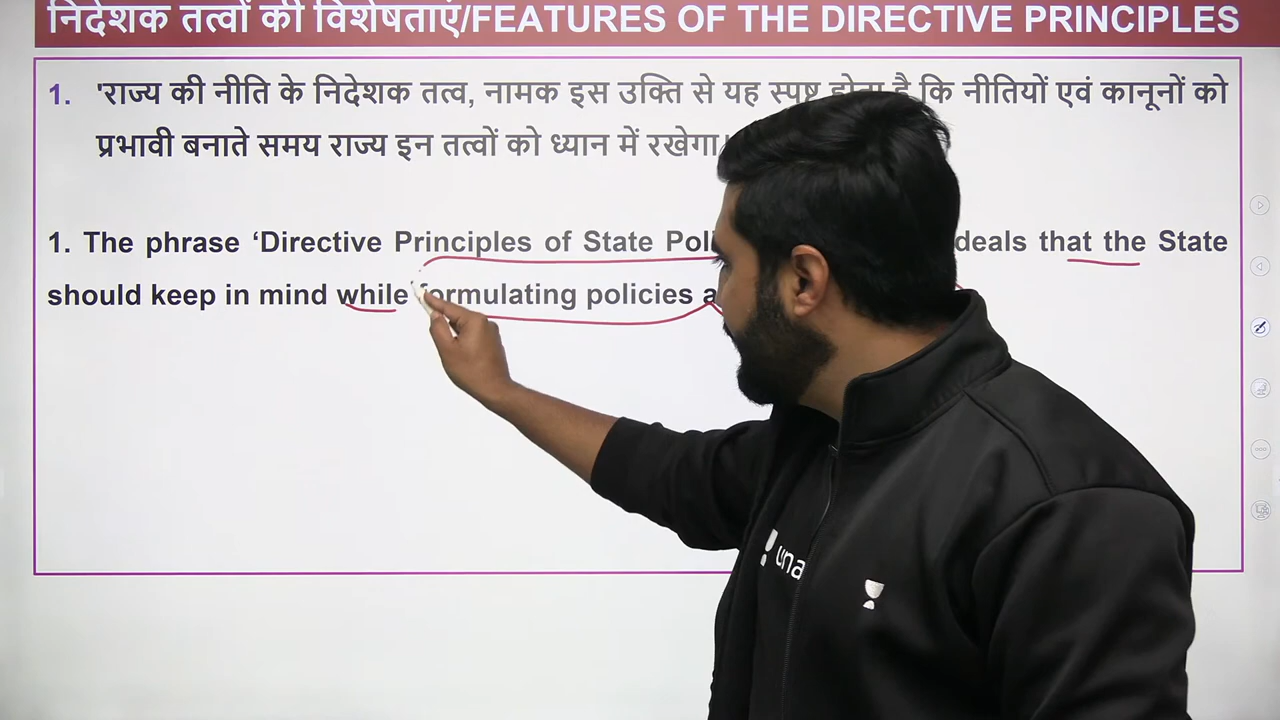 निदेशक तत्वों की विशेषताएं/FEATURES OF THE DIRECTIVE PRINCIPLES
1. 'राज्य की नीति के निदेशक तत्व, नामक इस उक्ति से यह स्पष्ट होता है कि नीतियों एवं कानूनों को
प्रभावी बनाते समय राज्य इन तत्वों को ध्यान में रखेगा
1. The phrase ‘Directive Principles of State deals that the State
should keep in mind while formulating policies
una